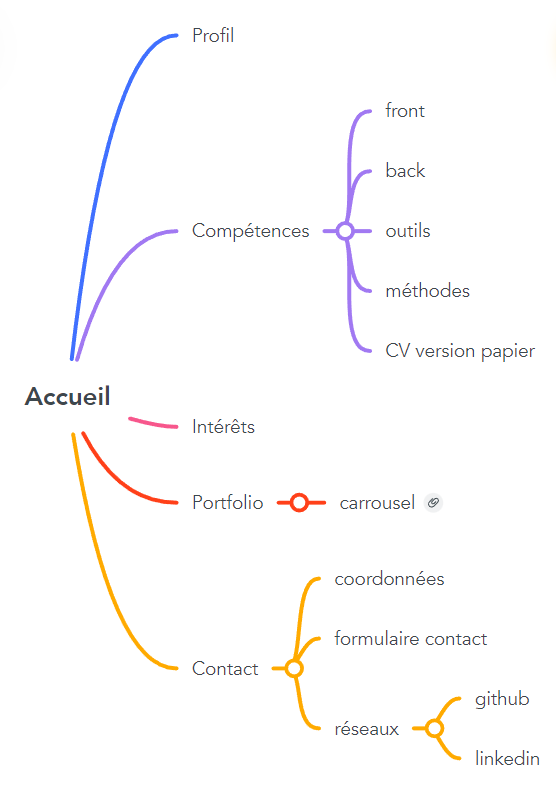 Profil
front
back
Compétences
outils
méthodes
CV version papier
Accueil
Intérêts
Portfolio
carrousel
coordonnées
formulaire contact
Contact
réseaux
github
linkedin